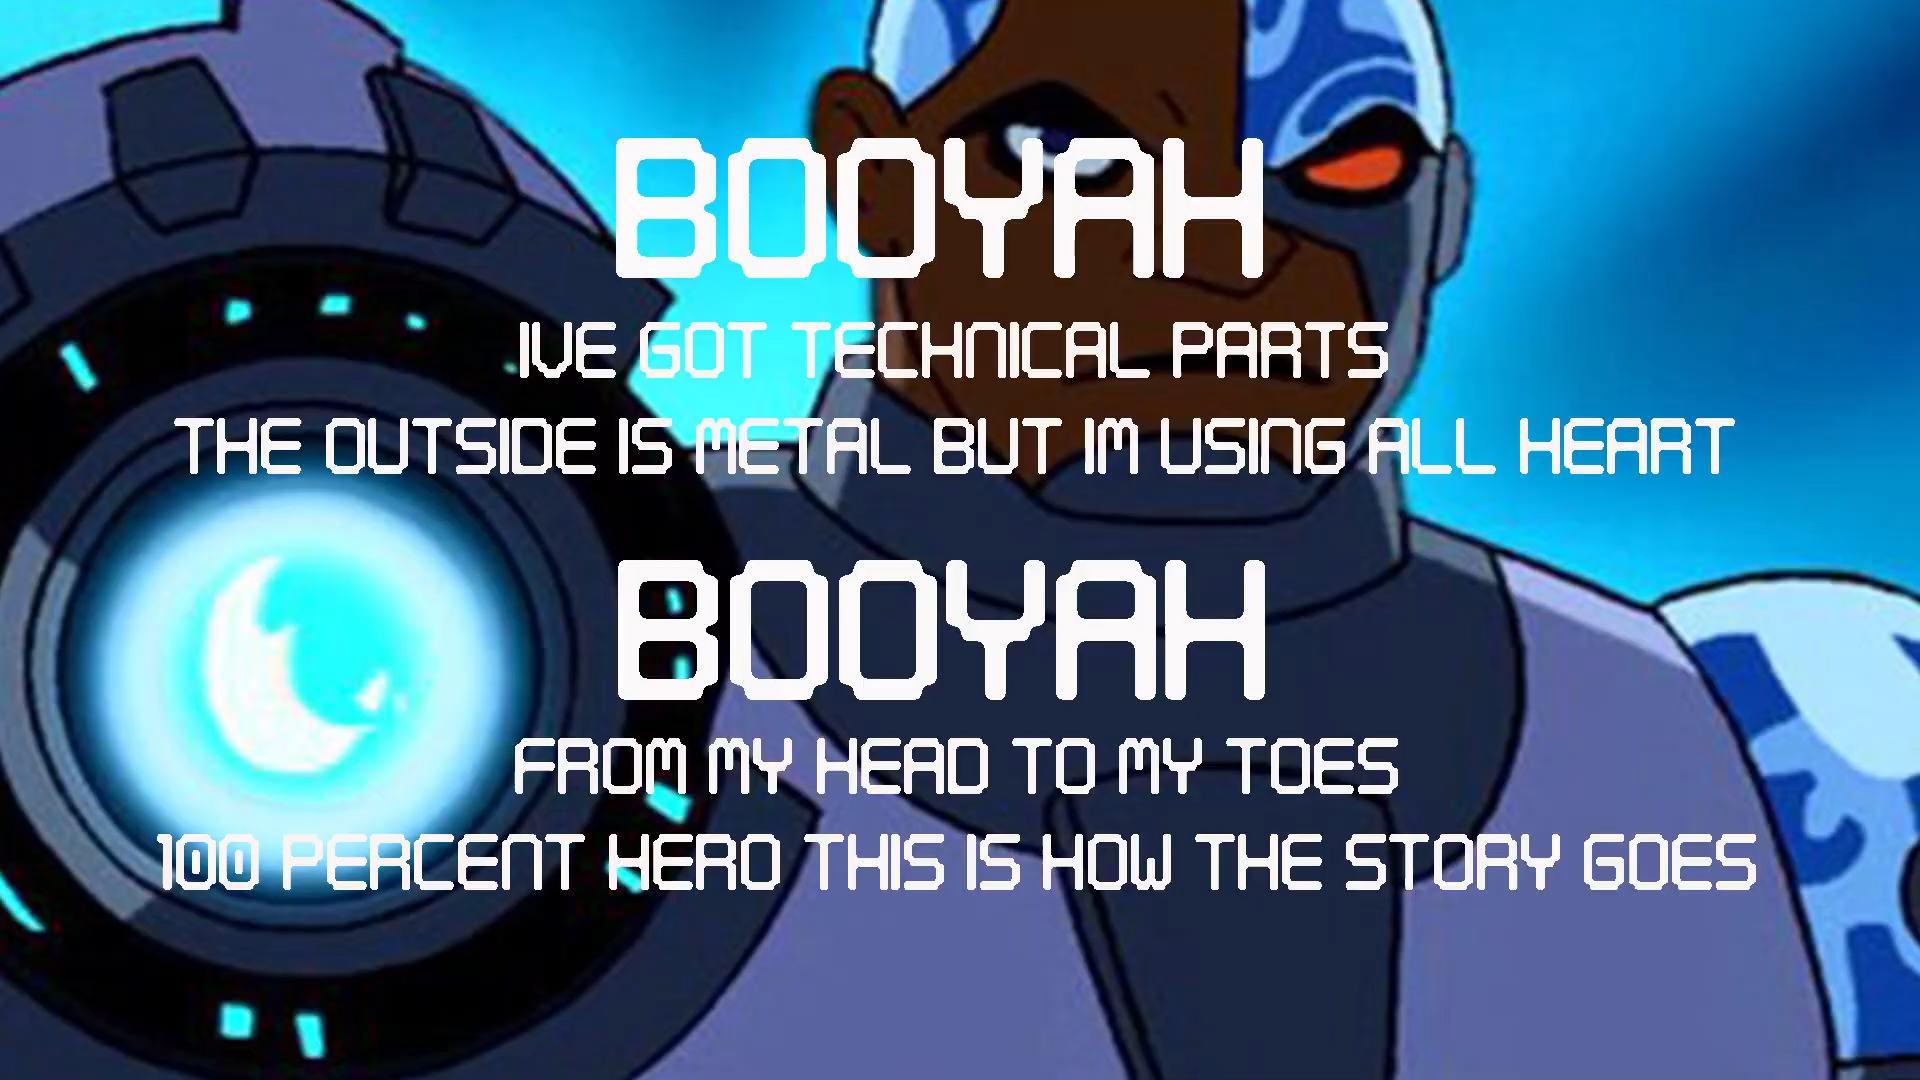 BOOYAH
IVE GOT TECHNICAL PARTS
THE OUTSIDE IS METAL BUT IM USING ALL HEART
BOOYAH
FROM MY HEAD TO MY TOES
100 PERCENT HERO THIS IS HOW THE STORY GOES